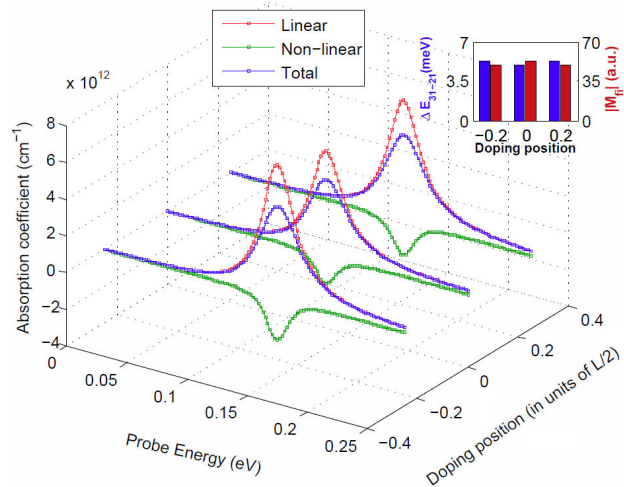 Linear
Non-linear
Total
x 10^12
Absorption coefficient (cm⁻¹)
8
6
4
2
0
−2
−4
0
0.05
0.1
0.15
0.2
0.25
Probe Energy (eV)
−0.4
−0.2
0
0.2
0.4
Doping position (in units of L/2)
Δ E31−21(meV)
7
3.5
0
70
35
0
|Mfi| (a.u.)
−0.2 0 0.2
Doping position